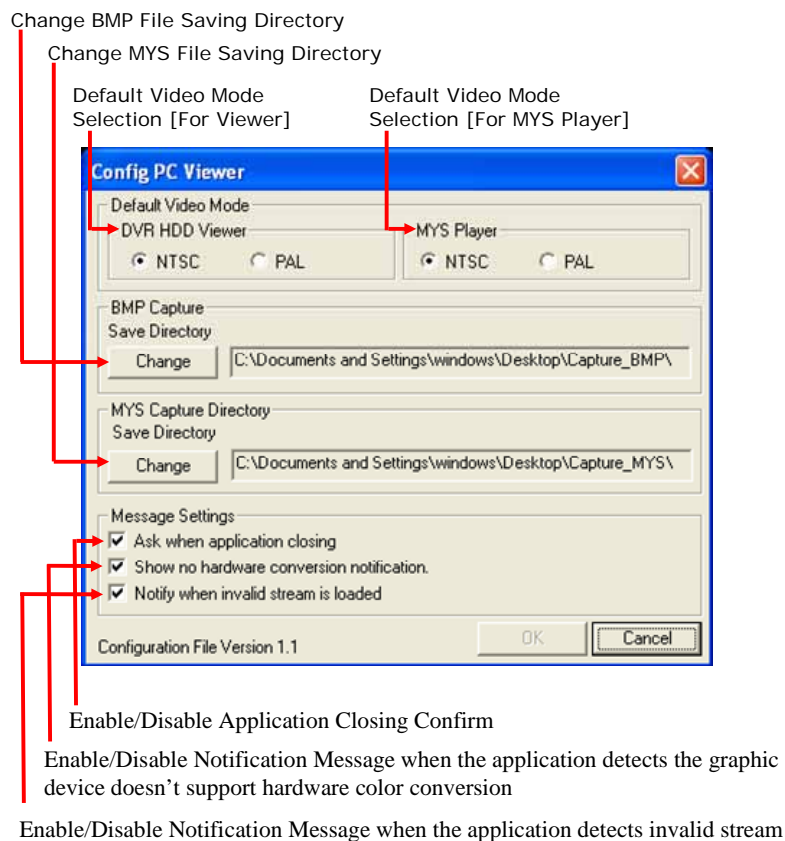 Change BMP File Saving Directory
Change MYS File Saving Directory
Default Video Mode
Selection [For Viewer]
Default Video Mode
Selection [For MYS Player]
Config PC Viewer
Default Video Mode
DVR HDD Viewer
NTSC
PAL
MYS Player
NTSC
PAL
BMP Capture
Save Directory
Change
C:\Documents and Settings\windows\Desktop\Capture_BMP\
MYS Capture Directory
Save Directory
Change
C:\Documents and Settings\windows\Desktop\Capture_MYS\
Message Settings
Ask when application closing
Show no hardware conversion notification.
Notify when invalid stream is loaded
Configuration File Version 1.1
OK
Cancel
Enable/Disable Application Closing Confirm
Enable/Disable Notification Message when the application detects the graphic
device doesn’t support hardware color conversion
Enable/Disable Notification Message when the application detects invalid stream